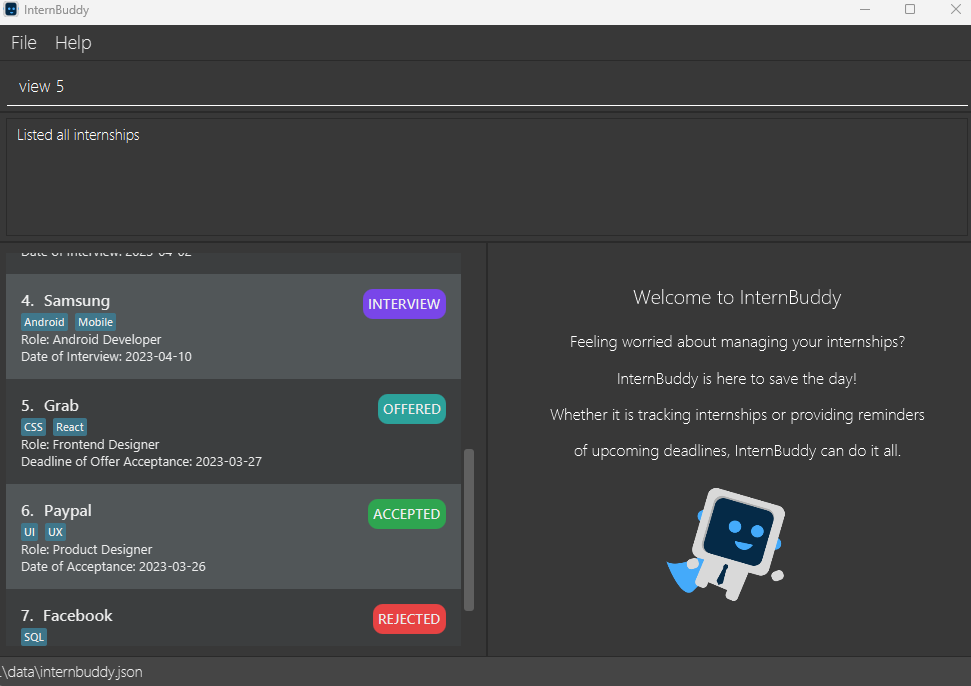 InternBuddy
File Help
view 5
Listed all internships
Date of Interview: 2023-04-02
4. Samsung
INTERVIEW
Android Mobile
Role: Android Developer
Date of Interview: 2023-04-10
5. Grab
OFFERED
CSS React
Role: Frontend Designer
Deadline of Offer Acceptance: 2023-03-27
6. Paypal
ACCEPTED
UI UX
Role: Product Designer
Date of Acceptance: 2023-03-26
7. Facebook
REJECTED
SQL
Welcome to InternBuddy
Feeling worried about managing your internships?
InternBuddy is here to save the day!
Whether it is tracking internships or providing reminders
of upcoming deadlines, InternBuddy can do it all.
.\data\internbuddy.json